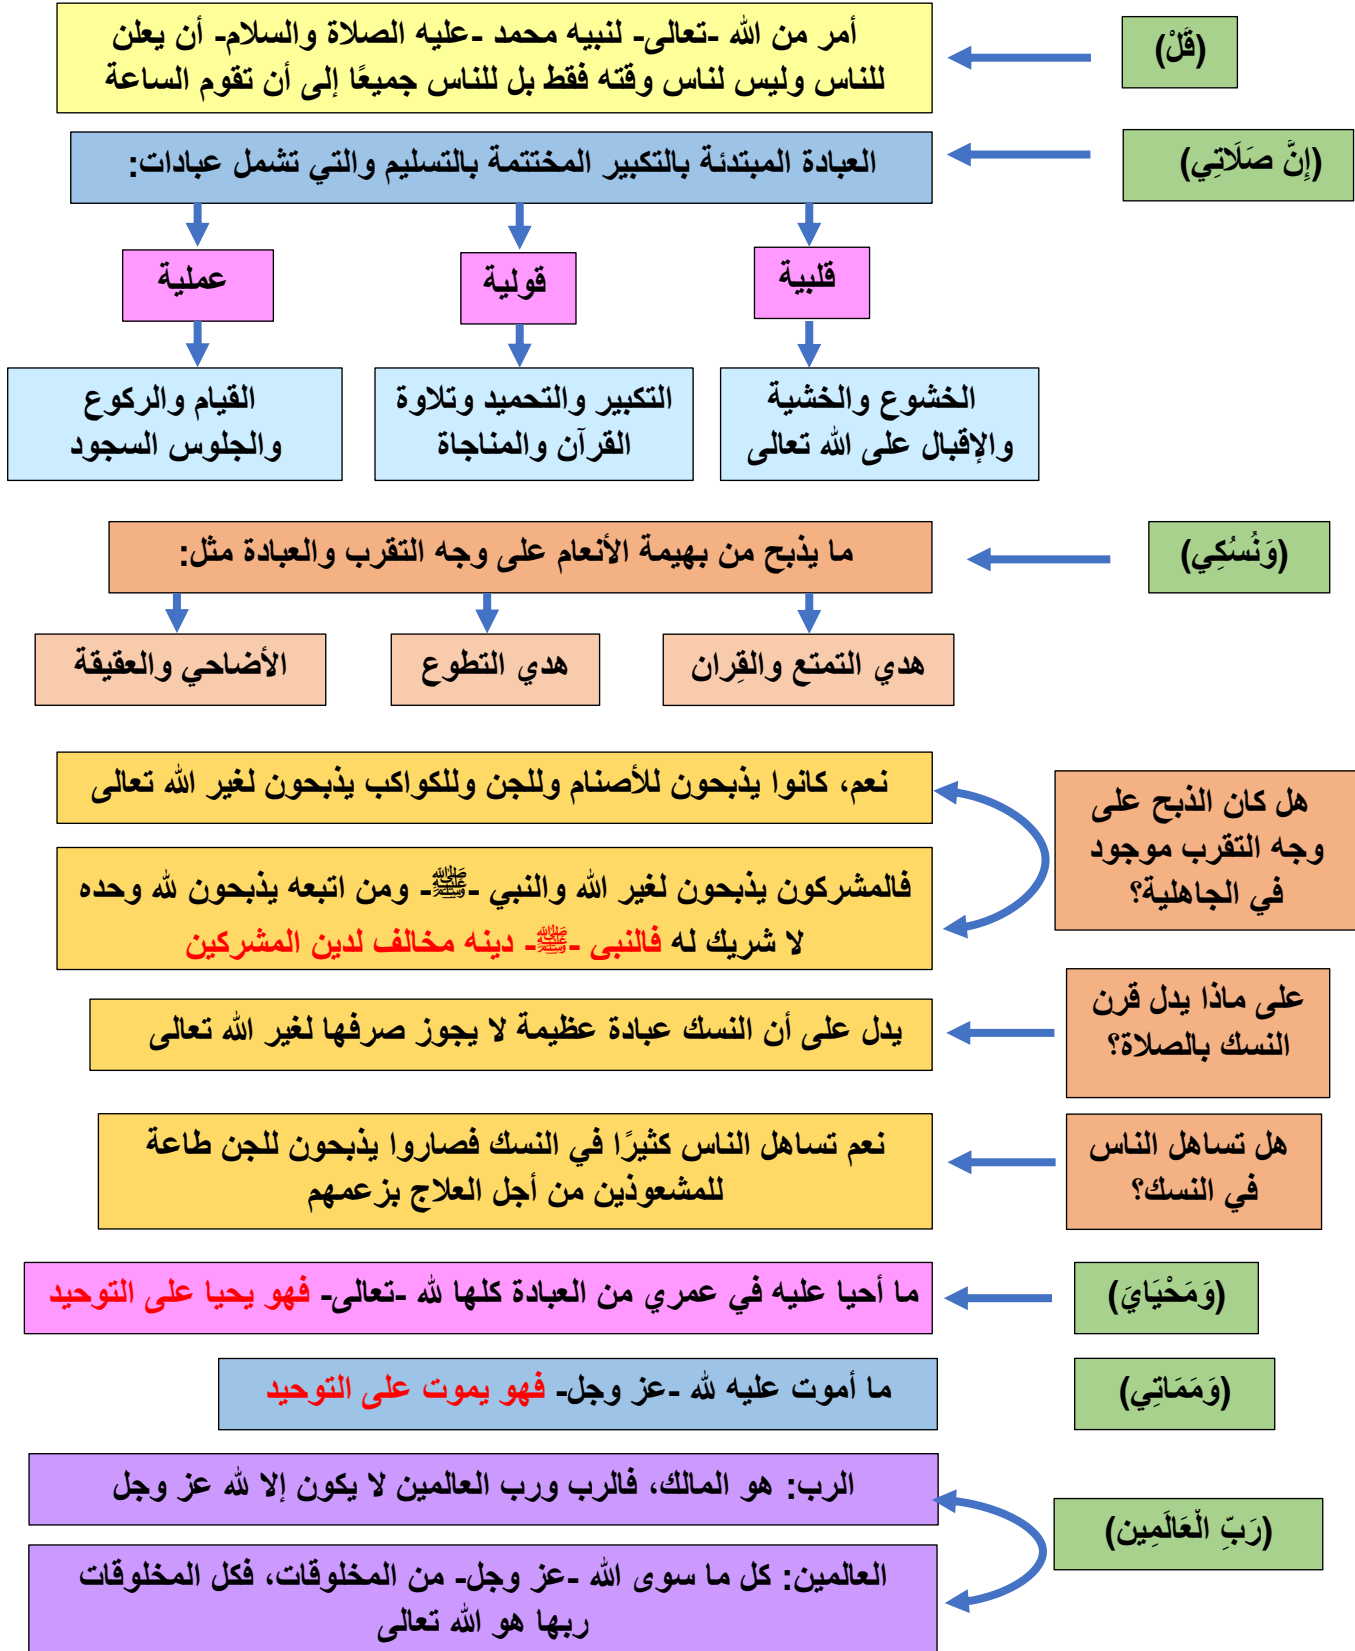 (قُلْ)
أمر من الله -تعالى- لنبيه محمد -عليه الصلاة والسلام- أن يعلن
للناس وليس لناس وقته فقط بل للناس جميعًا إلى أن تقوم الساعة
(إِنَّ صَلَاتِي)
العبادة المبتدئة بالتكبير المختتمة بالتسليم والتي تشمل عبادات:
قلبية
قولية
عملية
الخشوع والخشية
والإقبال على الله تعالى
التكبير والتحميد وتلاوة
القرآن والمناجاة
القيام والركوع
والجلوس السجود
(وَنُسُكِي)
ما يذبح من بهيمة الأنعام على وجه التقرب والعبادة مثل:
هدي التمتع والقِران
هدي التطوع
الأضاحي والعقيقة
هل كان الذبح على
وجه التقرب موجود
في الجاهلية؟
نعم، كانوا يذبحون للأصنام وللجن وللكواكب يذبحون لغير الله تعالى
فالمشركون يذبحون لغير الله والنبي -ﷺ- ومن اتبعه يذبحون لله وحده
لا شريك له فالنبي -ﷺ- دينه مخالف لدين المشركين
على ماذا يدل قرن
النسك بالصلاة؟
يدل على أن النسك عبادة عظيمة لا يجوز صرفها لغير الله تعالى
هل تساهل الناس
في النسك؟
نعم تساهل الناس كثيرًا في النسك فصاروا يذبحون للجن طاعة
للمشعوذين من أجل العلاج بزعمهم
(وَمَحْيَايَ)
ما أحيا عليه في عمري من العبادة كلها لله -تعالى- فهو يحيا على التوحيد
(وَمَمَاتِي)
ما أموت عليه لله -عز وجل- فهو يموت على التوحيد
(رَبِّ الْعَالَمِين)
الرب: هو المالك، فالرب ورب العالمين لا يكون إلا لله عز وجل
العالمين: كل ما سوى الله -عز وجل- من المخلوقات، فكل المخلوقات
ربها هو الله تعالى